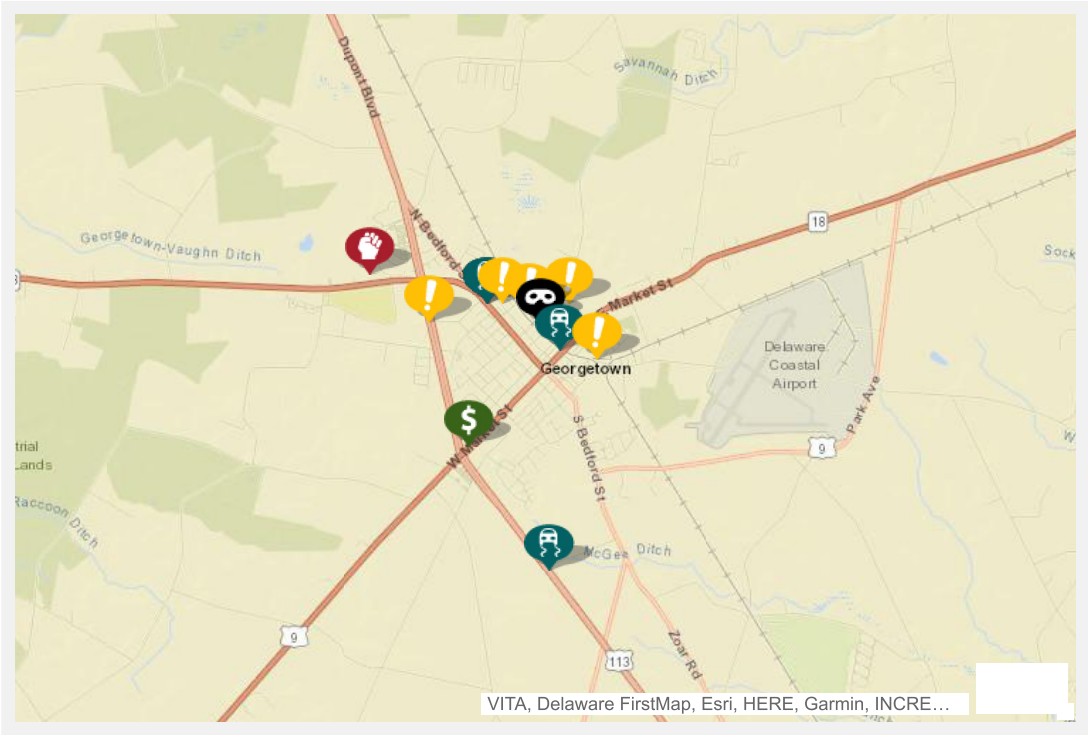 Dupont Blvd
Savannah Ditch
N Bedford S
18
Georgetown-Vaughn Ditch
Sock
Market St
Delaware
Coastal
Airport
Georgetown
Park Ave
$
W Market St
S Bedford St
9
trial
Lands
Raccoon Ditch
McGee Ditch
9
113
Zoar Rd
VITA, Delaware FirstMap, Esri, HERE, Garmin, INCRE…